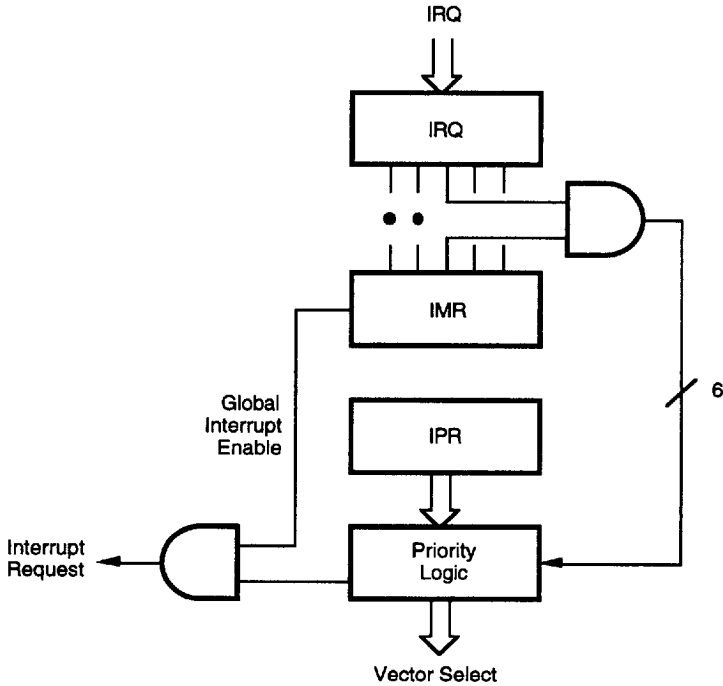 IRQ
IRQ
IMR
6
Global
Interrupt
Enable
IPR
Interrupt
Request
Priority
Logic
Vector Select